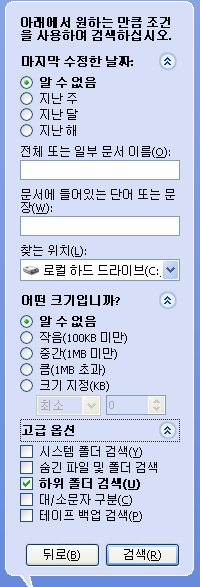 아래에서 원하는 만큼 조건
을 사용하여 검색하십시오.
마지막 수정한 날짜:
알 수 없음
지난 주
지난 달
지난 해
전체 또는 일부 문서 이름(O):
문서에 들어있는 단어 또는 문
장(W):
찾는 위치(L):
로컬 하드 드라이브(C:,
어떤 크기입니까?
알 수 없음
작음(100KB 미만)
중간(1MB 미만)
큼(1MB 초과)
크기 지정(KB)
최소 0
고급 옵션
시스템 폴더 검색(Y)
숨긴 파일 및 폴더 검색
하위 폴더 검색(U)
대/소문자 구분(C)
테이프 백업 검색(P)
뒤로(B) 검색(R)